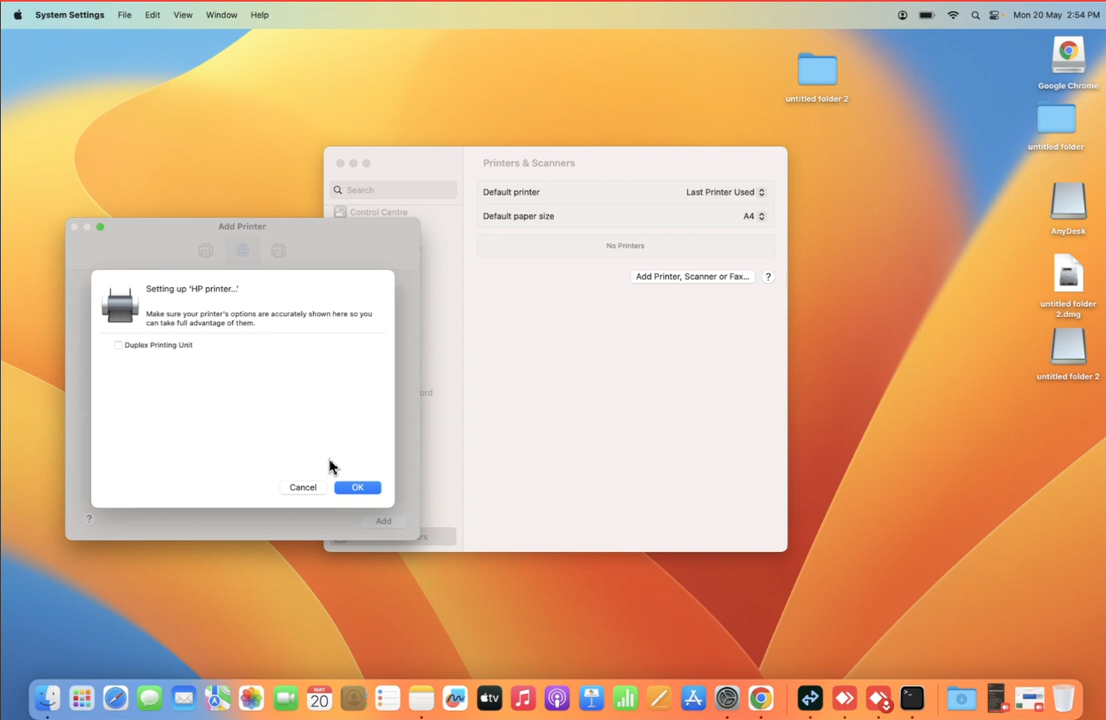 System Settings File Edit View Window Help Mon 20 May 2:54 PM
Google Chrome
untitled folder 2
untitled folder
Printers & Scanners
Search
Default printer Last Printer Used
Control Centre
Default paper size A4
Add Printer
No Printers
AnyDesk
Add Printer, Scanner or Fax... ?
Setting up 'HP printer...'
Make sure your printer's options are accurately shown here so you
can take full advantage of them.
untitled folder
2.dmg
Duplex Printing Unit
untitled folder 2
ord
Cancel OK
? Add
rs
MAY
20
tv